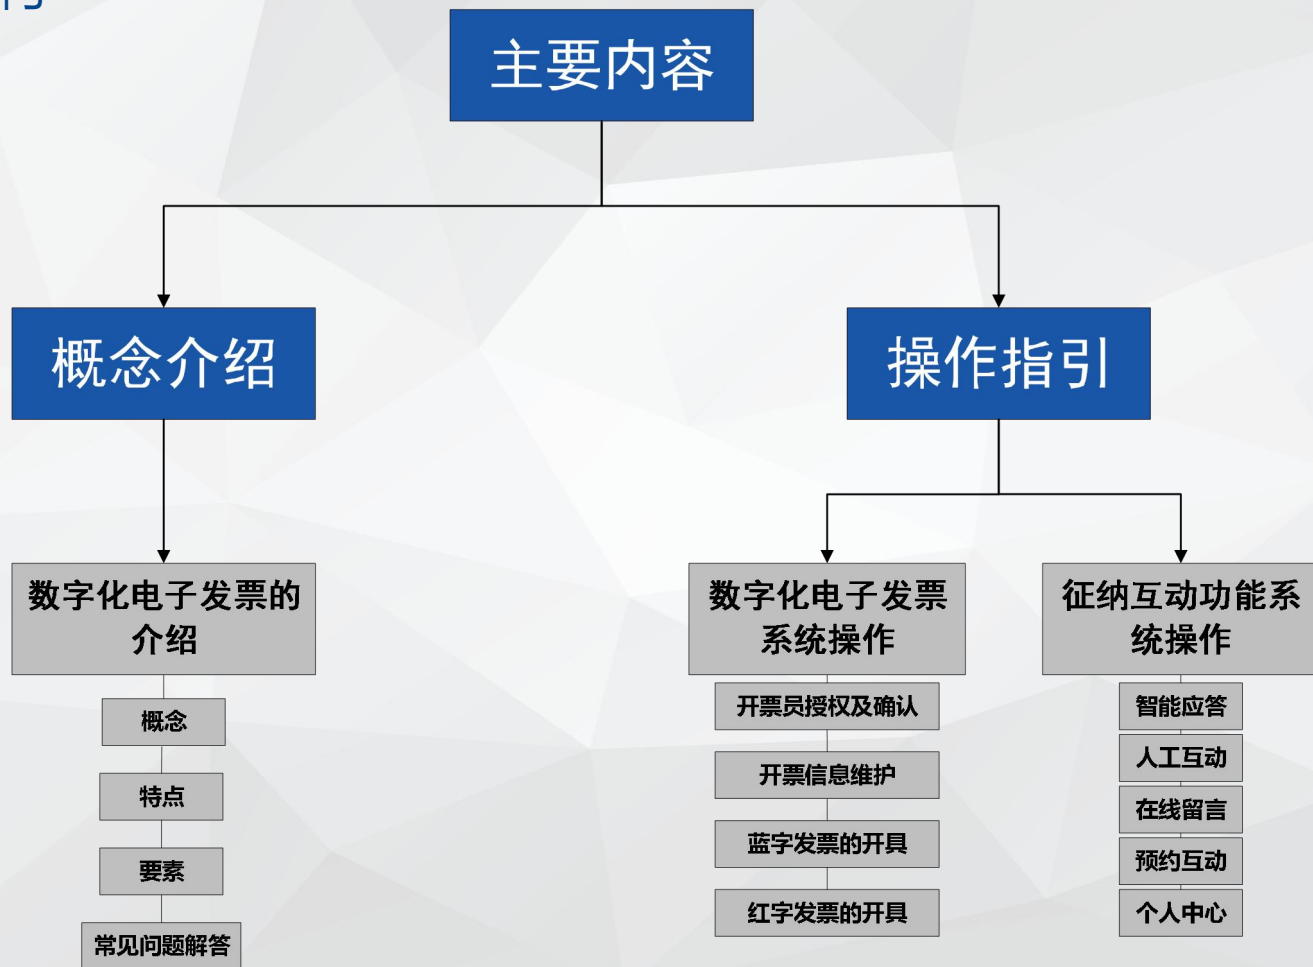 主要内容
概念介绍
操作指引
数字化电子发票的
介绍
概念
特点
要素
常见问题解答
数字化电子发票
系统操作
开票员授权及确认
开票信息维护
蓝字发票的开具
红字发票的开具
征纳互动功能系
统操作
智能应答
人工互动
在线留言
预约互动
个人中心